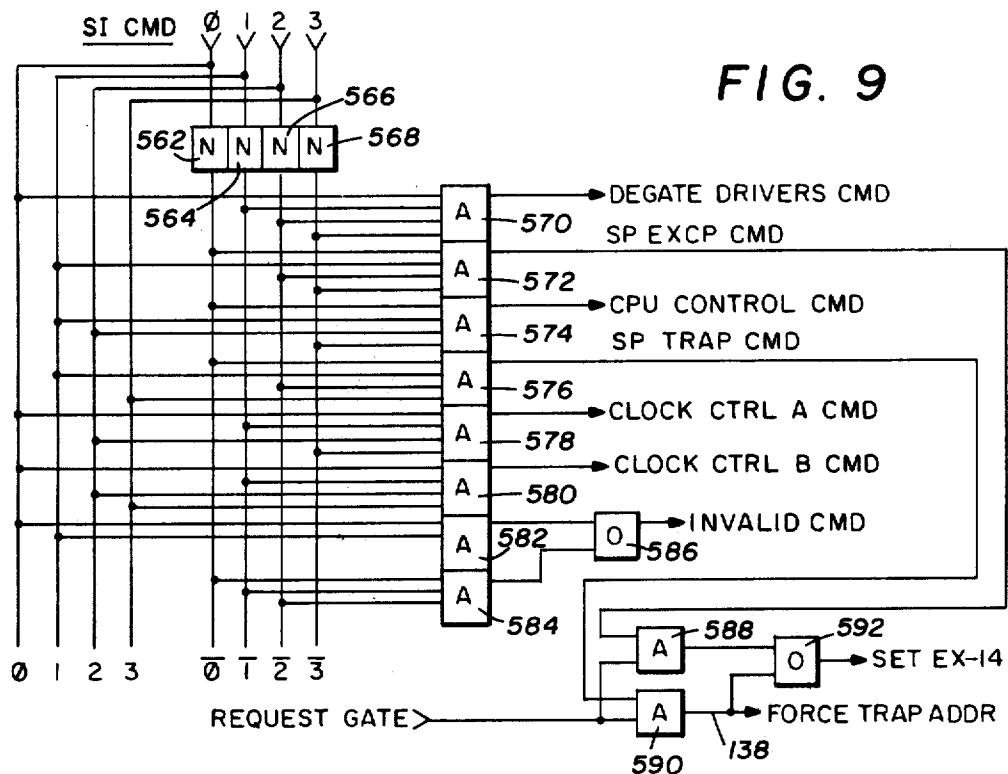 SI CMD
0 1 2 3
FIG. 9
566
562 N N N N 568
564
A DEGATE DRIVERS CMD
570
SP EXCP CMD
A
572
CPU CONTROL CMD
A
574
SP TRAP CMD
A
576
CLOCK CTRL A CMD
A
578
CLOCK CTRL B CMD
A
580
INVALID CMD
A 582 O
586
A
584
588
592
A O SET EX-14
0 1 2 3 0̅ 1̅ 2̅ 3̅
REQUEST GATE A FORCE TRAP ADDR
590 138